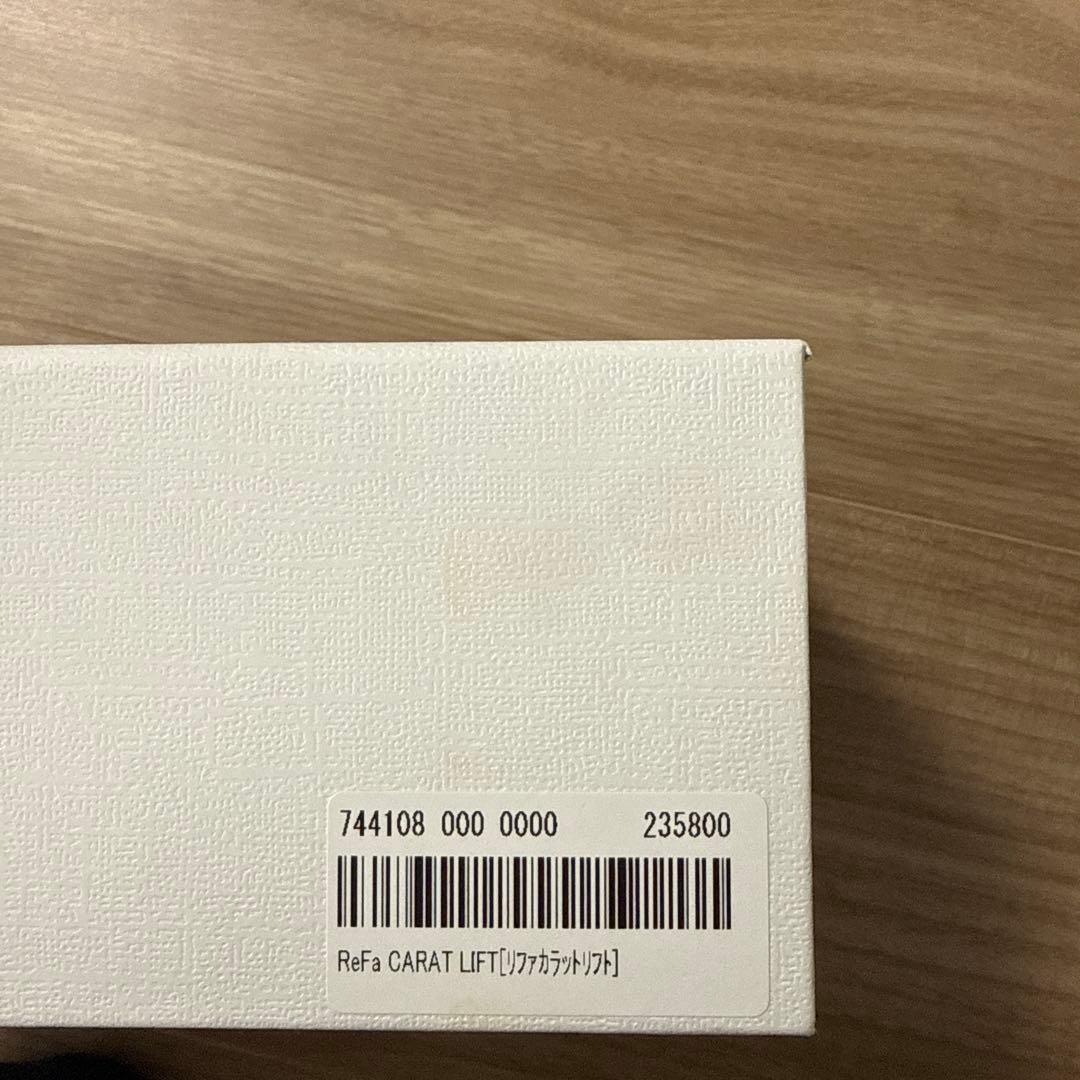 744108 000 0000 235800
ReFa CARAT LIFT[ﾘﾌｧｶﾗｯﾄﾘﾌﾄ]